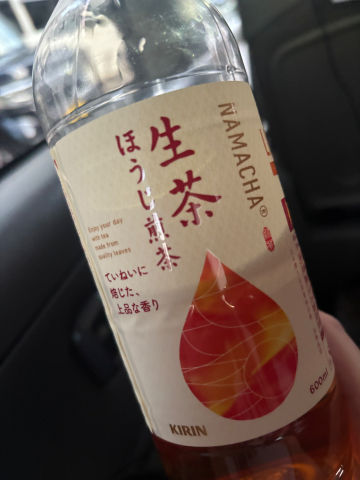 NAMACHA®
生茶
ほうじ煎茶
Enjoy your day
with tea
made from
quality leaves
ていねいに
焙じた、
上品な香り
KIRIN
600ml